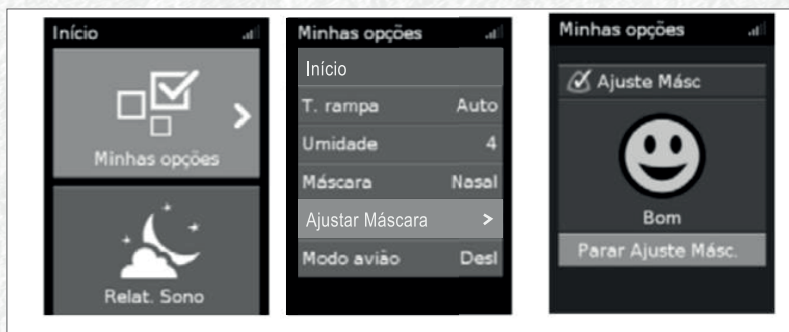 Início
Minhas opções
Relat. Sono
Minhas opções
Início
T. rampa Auto
Umidade 4
Máscara Nasal
Ajustar Máscara >
Modo avião Desl
Minhas opções
Ajuste Másc
Bom
Parar Ajuste Másc.